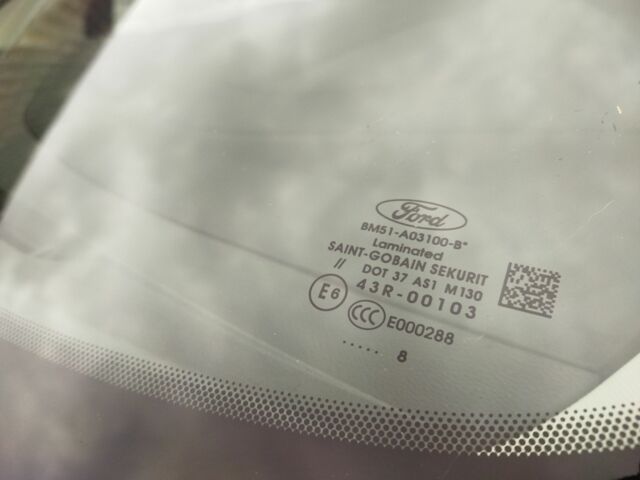 Ford
BM51-A03100-B*
Laminated
SAINT-GOBAIN SEKURIT
// DOT 37 AS1 M130
E6 43R-00103
CCC E000288
..... 8